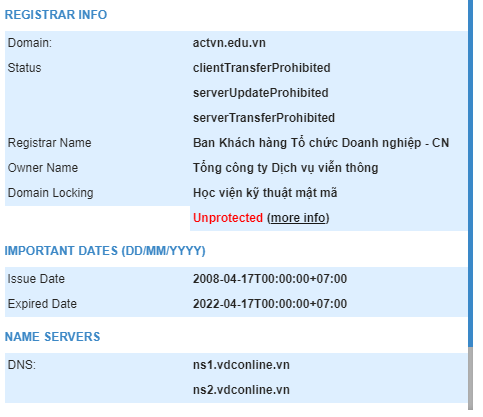 REGISTRAR INFO
Domain: actvn.edu.vn
Status clientTransferProhibited
serverUpdateProhibited
serverTransferProhibited
Registrar Name Ban Khách hàng Tổ chức Doanh nghiệp - CN
Owner Name Tổng công ty Dịch vụ viễn thông
Domain Locking Học viện kỹ thuật mật mã
Unprotected (more info)
IMPORTANT DATES (DD/MM/YYYY)
Issue Date 2008-04-17T00:00:00+07:00
Expired Date 2022-04-17T00:00:00+07:00
NAME SERVERS
DNS: ns1.vdconline.vn
ns2.vdconline.vn